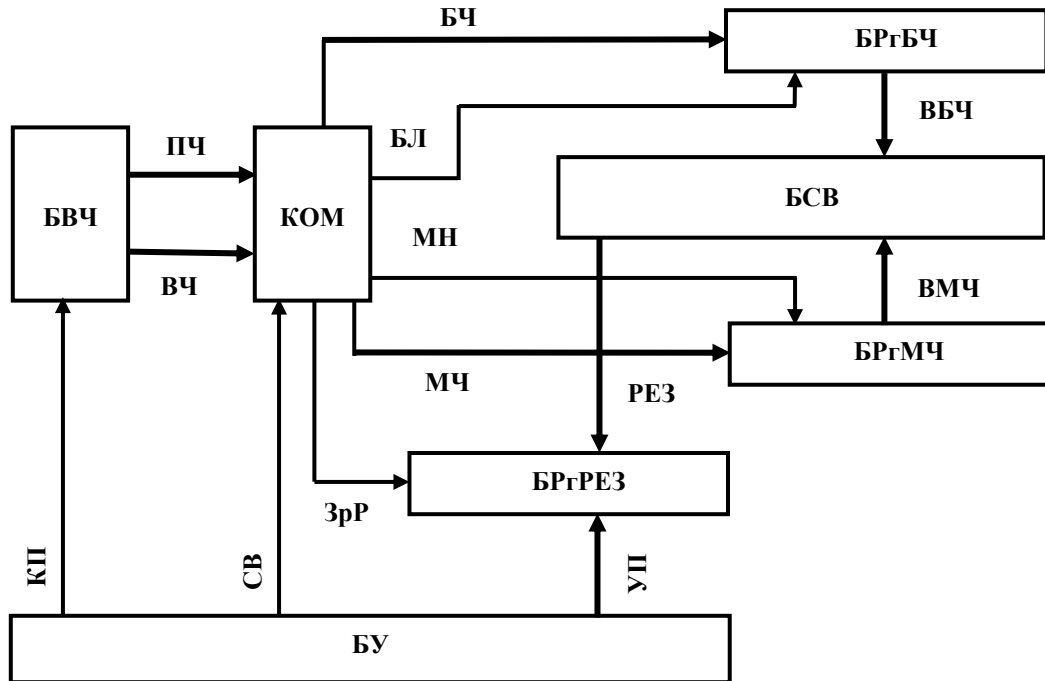 БЧ
БРгБЧ
ВБЧ
ПЧ
БЛ
БВЧ
КОМ
БСВ
МН
ВЧ
ВМЧ
БРгМЧ
МЧ
РЕЗ
БРгРЕЗ
ЗрР
КП
СВ
УП
БУ